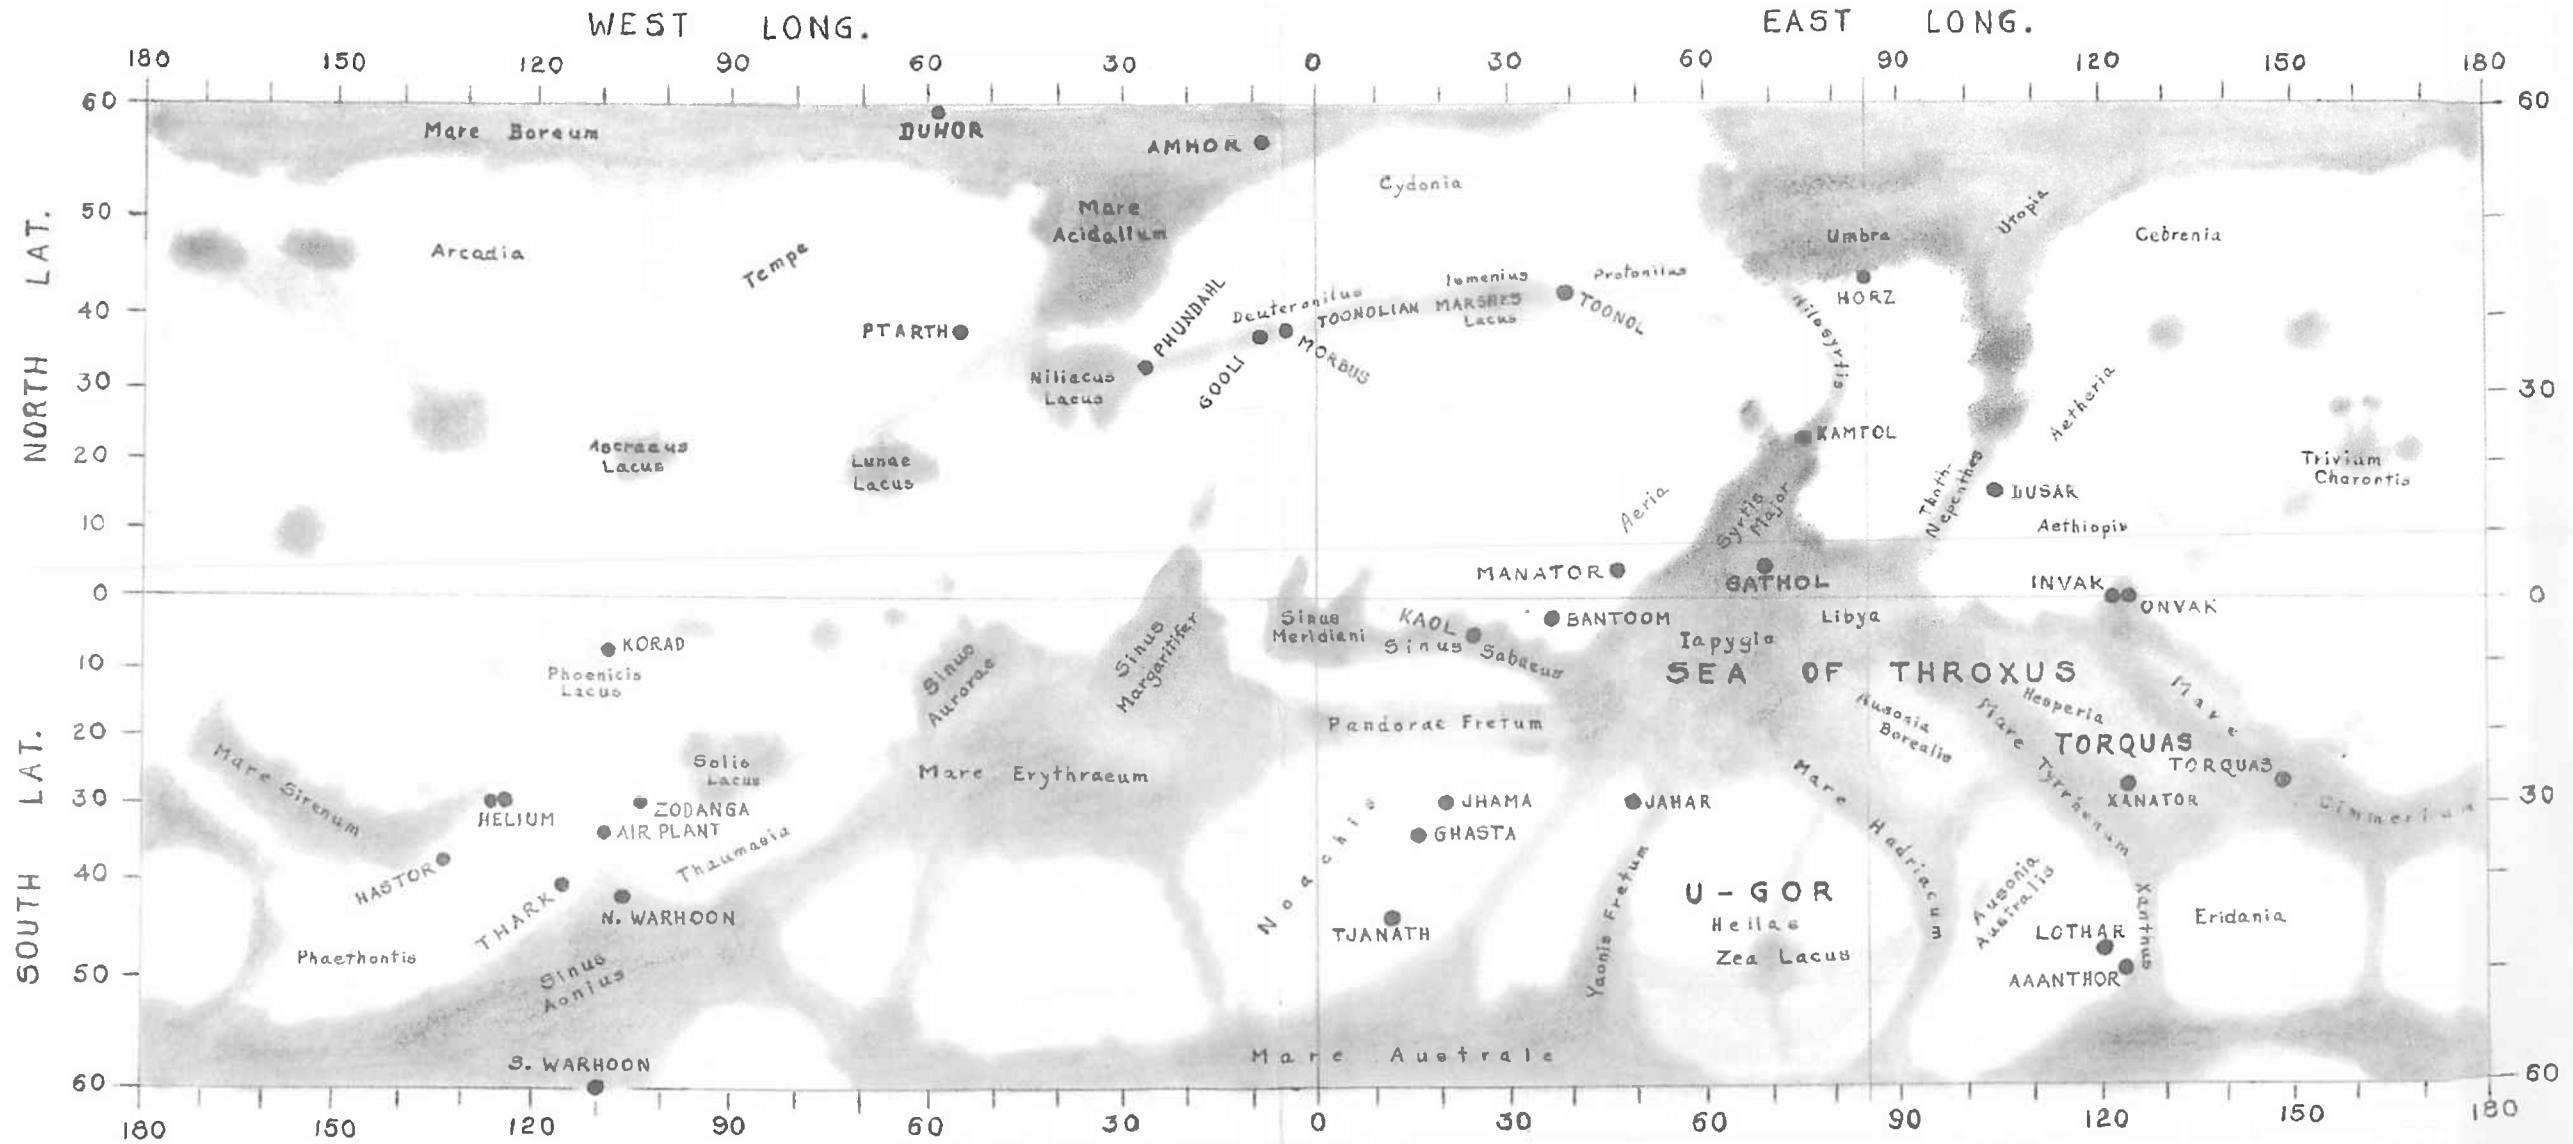 WEST LONG.
EAST LONG.
180 150 120 90 60 30 0 30 60 90 120 150 180
60
60
Mare Boreum
DUHOR
AMHOR
Cydonia
50
Mare
Acidalium
Utopia
Umbra
Cebrenia
Arcadia
Tempe
NORTH LAT.
HORZ
Deuteronilus
Ismenius
Lacus
Protonilus
TOONOLIAN MARSHES
TOONOL
40
PTARTH
PHUNDAHL
GOOLI
MORBUS
Nilosyrtis
30
30
Niliacus
Lacus
Aetheria
KAMTOL
20
Ascraeus
Lacus
Lunae
Lacus
Trivium
Charontis
Aeria
Syrtis
Major
Thoth-
Nepenthes
DUSAR
10
Aethiopis
MANATOR
GATHOL
INVAK
ONVAK
0
0
KORAD
Phoenicis
Lacus
Sinus
Aurorae
Sinus
Margaritifer
Sinus
Meridiani
KAOL
Sinus Sabaeus
BANTOOM
Iapygia
Libya
10
SEA OF THROXUS
Pandorae Fretum
Ausonia
Borealis
Hesperia
Mare Tyrrhenum
Mare Cimmerium
20
SOUTH LAT.
Mare Sirenum
Solis
Lacus
Mare Erythraeum
Mare Hadriacum
TORQUAS
TORQUAS
30
30
HELIUM
ZODANGA
AIR PLANT
JHAMA
GHASTA
JAHAR
XANATOR
Thaumasia
Noachis
HASTOR
40
THARK
N. WARHOON
TJANATH
Yaonis Fretum
U-GOR
Hellas
Zea Lacus
Ausonia
Australis
LOTHAR
AAANTHOR
Xanthus
Eridania
Phaethontis
50
Sinus
Aonius
S. WARHOON
Mare Australe
60
60
180 150 120 90 60 30 0 30 60 90 120 150 180